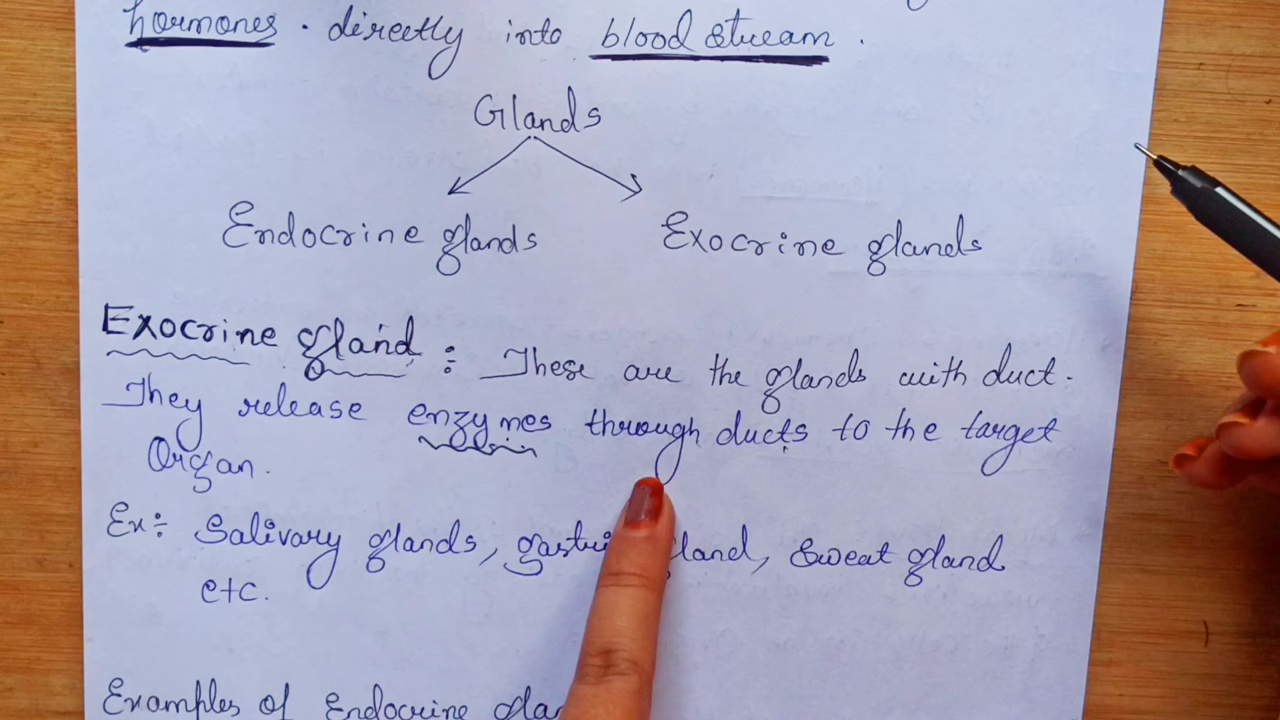 hormones. directly into blood stream.
Glands
Endocrine glands Exocrine glands
Exocrine gland : These are the glands with duct.
They release enzymes through ducts to the target
Organ.
Ex: Salivary glands, gland, Sweat gland
etc.
Examples of Endocrine